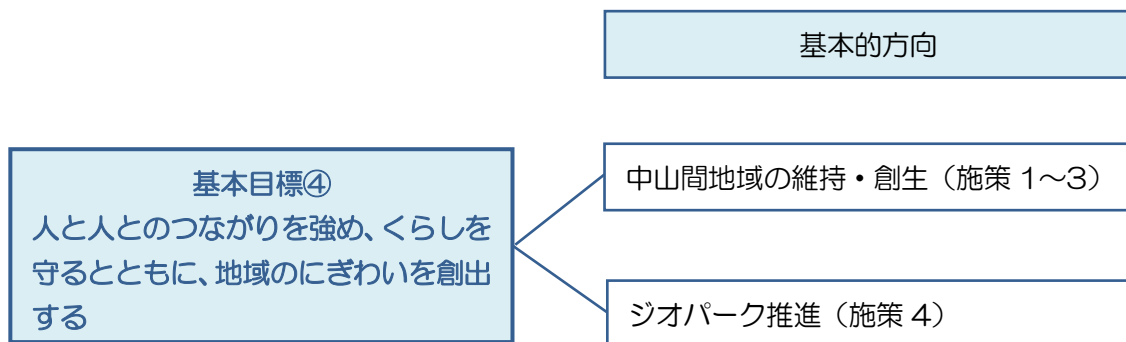 基本的方向
基本目標④
人と人とのつながりを強め、くらしを
守るとともに、地域のにぎわいを創出
する
中山間地域の維持・創生（施策 1～3）
ジオパーク推進（施策 4）